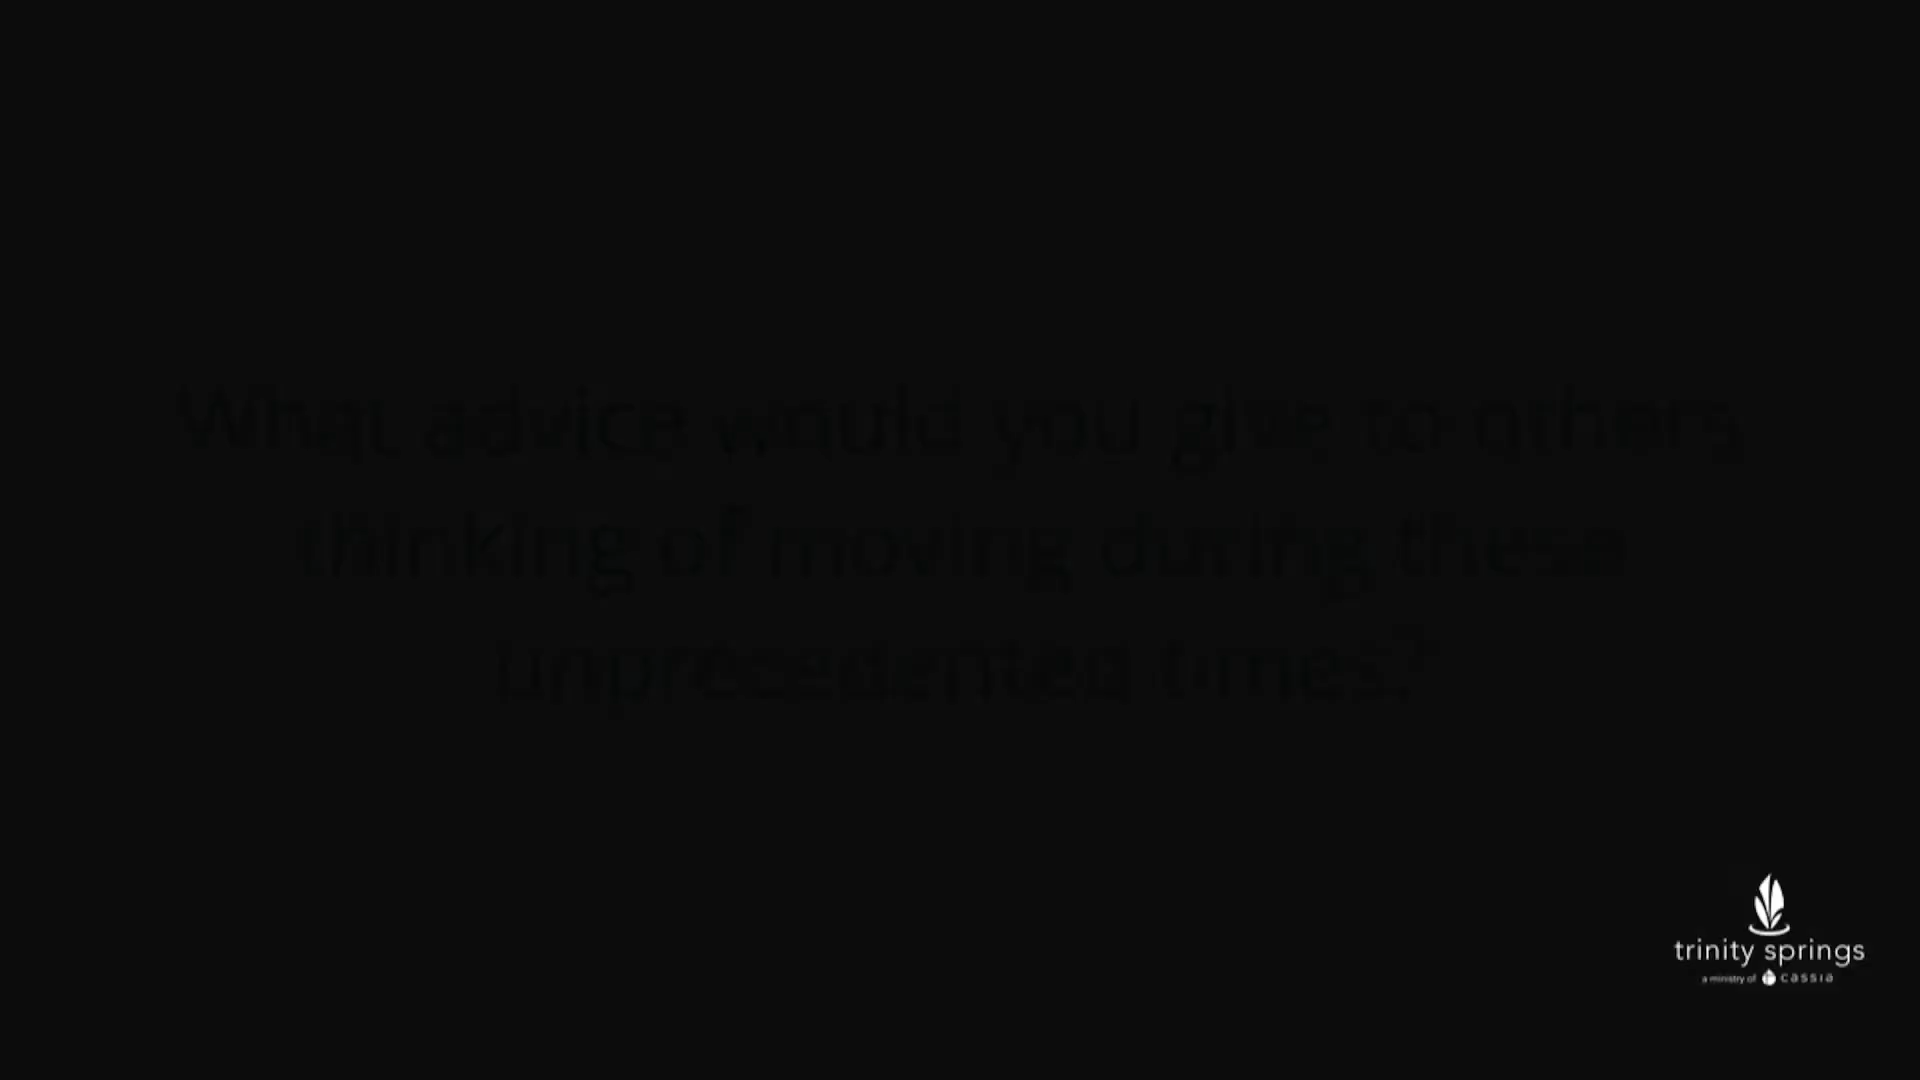 What advice would you give to others
thinking of moving during these
unprecedented times?
trinity springs
a ministry of cassia